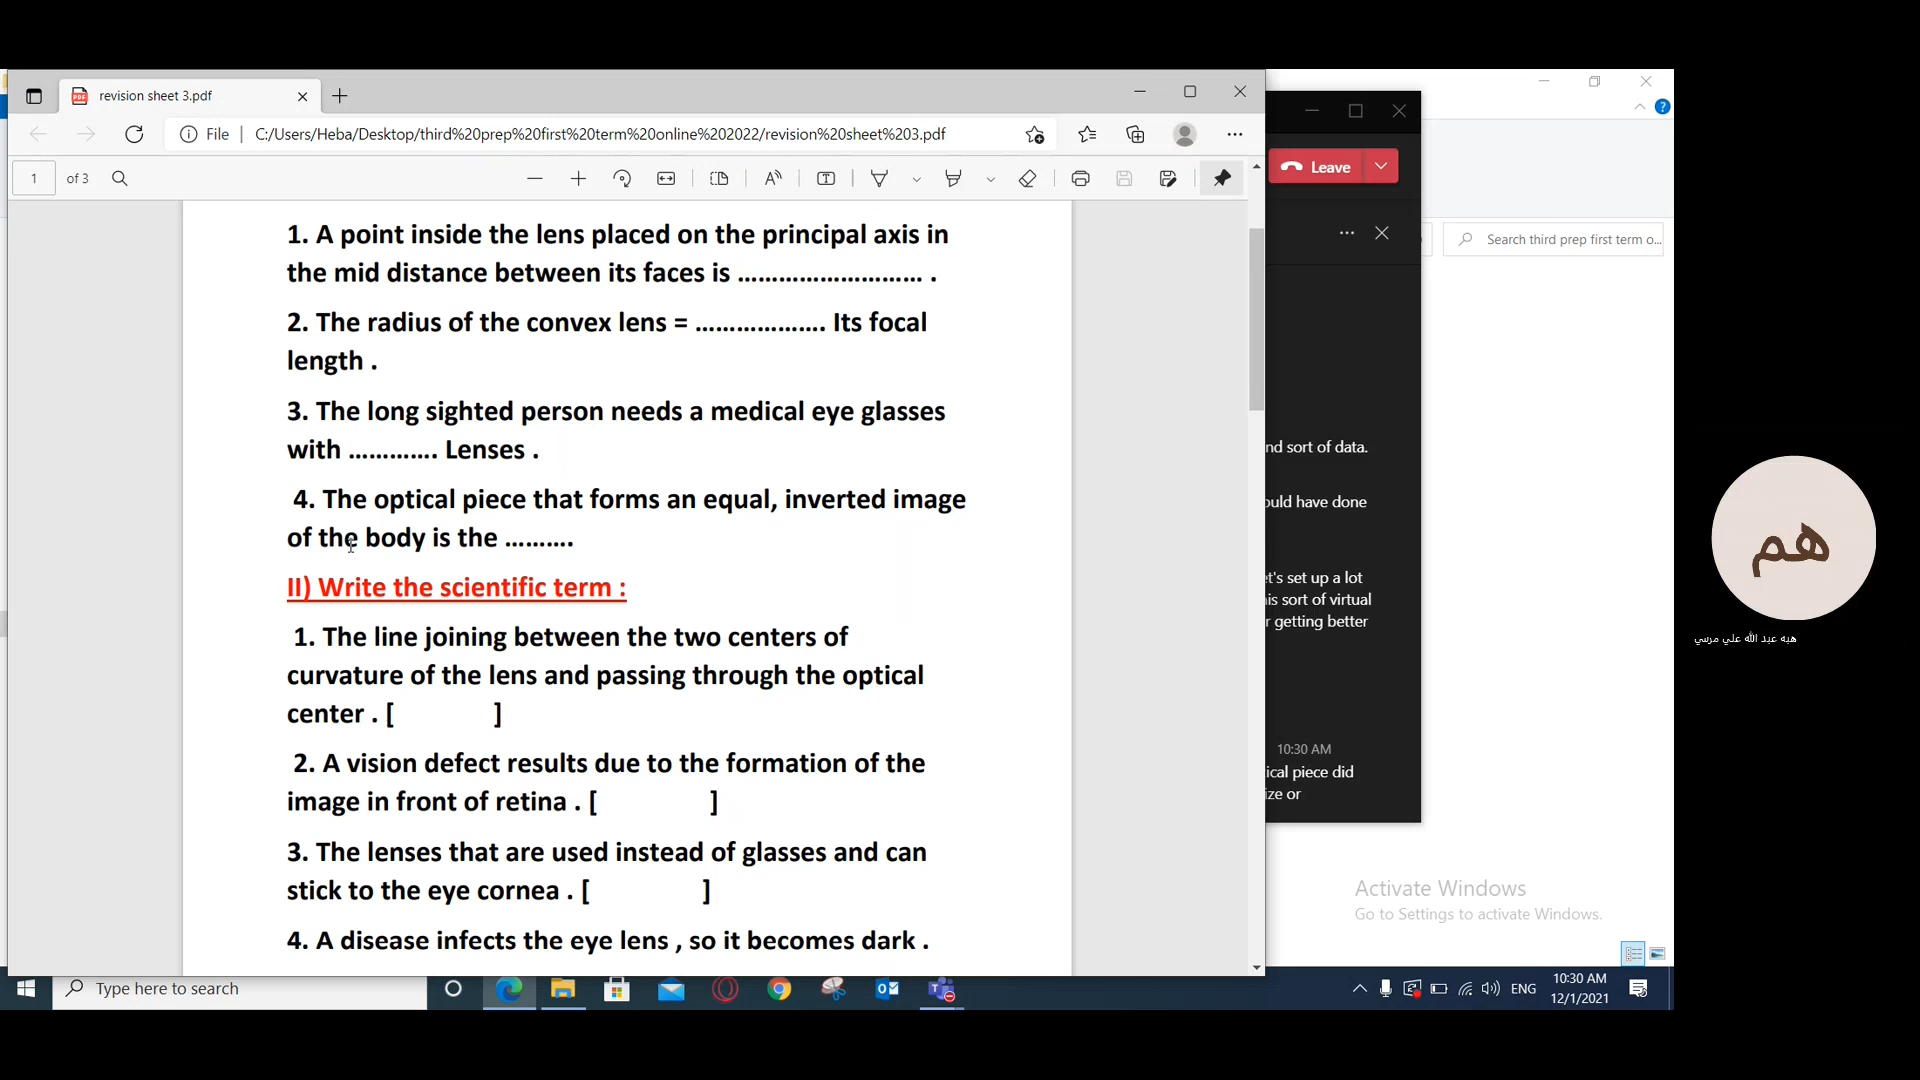 revision sheet 3.pdf
File
C:/Users/Heba/Desktop/third%20prep%20first%20term%20online%202022/revision%20sheet%203.pdf
1 of 3
Leave
Search third prep first term o...
1. A point inside the lens placed on the principal axis in
the mid distance between its faces is ........................... .
2. The radius of the convex lens = ................... Its focal
length .
3. The long sighted person needs a medical eye glasses
with ............. Lenses .
4. The optical piece that forms an equal, inverted image
of the body is the ..........
II) Write the scientific term :
1. The line joining between the two centers of
curvature of the lens and passing through the optical
center . [ ]
2. A vision defect results due to the formation of the
image in front of retina . [ ]
3. The lenses that are used instead of glasses and can
stick to the eye cornea . [ ]
4. A disease infects the eye lens , so it becomes dark .
nd sort of data.
ould have done
et's set up a lot
is sort of virtual
r getting better
10:30 AM
ical piece did
ize or
هم
هبه عبد الله علي مرسي
Activate Windows
Go to Settings to activate Windows.
Type here to search
ENG
10:30 AM
12/1/2021